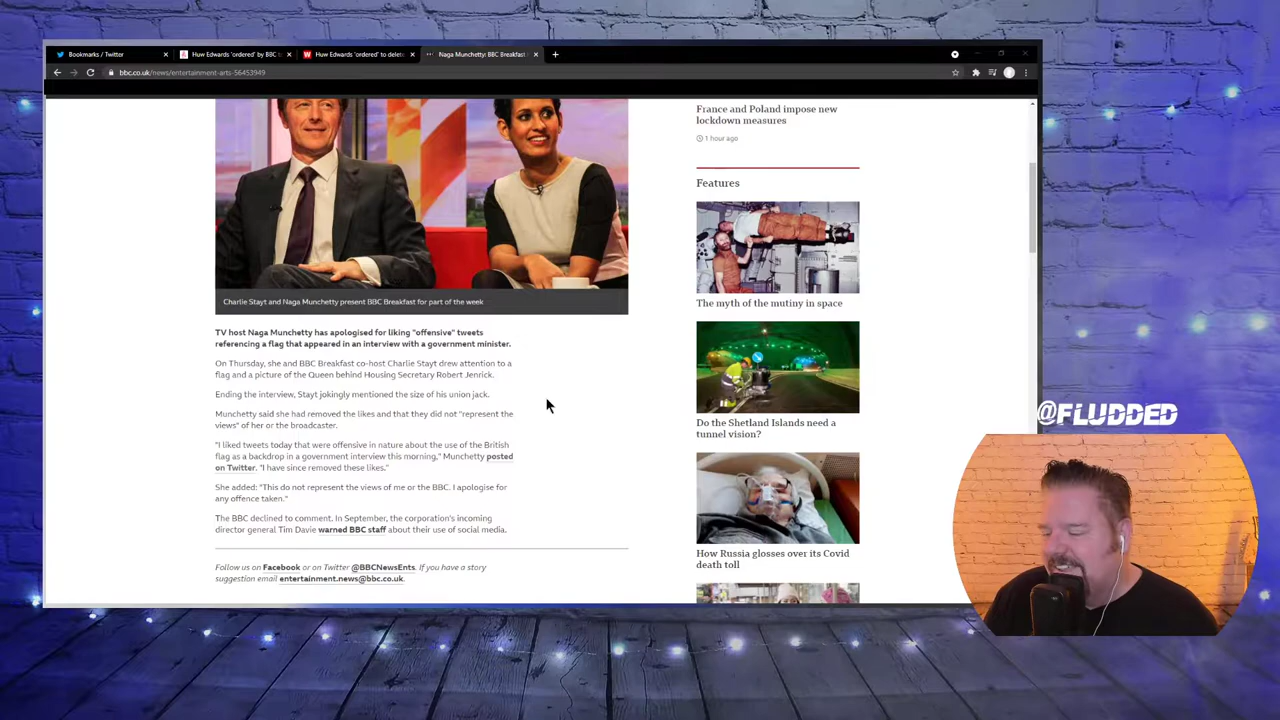 Bookmarks / Twitter
Huw Edwards 'ordered' by BBC t
Huw Edwards 'ordered' to delet
Naga Munchetty: BBC Breakfast
bbc.co.uk/news/entertainment-arts-56453949
France and Poland impose new
lockdown measures
1 hour ago
Features
The myth of the mutiny in space
Charlie Stayt and Naga Munchetty present BBC Breakfast for part of the week
TV host Naga Munchetty has apologised for liking "offensive" tweets
referencing a flag that appeared in an interview with a government minister.
On Thursday, she and BBC Breakfast co-host Charlie Stayt drew attention to a
flag and a picture of the Queen behind Housing Secretary Robert Jenrick.
Ending the interview, Stayt jokingly mentioned the size of his union jack.
Munchetty said she had removed the likes and that they did not "represent the
views" of her or the broadcaster.
"I liked tweets today that were offensive in nature about the use of the British
flag as a backdrop in a government interview this morning," Munchetty posted
on Twitter. "I have since removed these likes."
She added: "This do not represent the views of me or the BBC. I apologise for
any offence taken."
The BBC declined to comment. In September, the corporation's incoming
director general Tim Davie warned BBC staff about their use of social media.
Follow us on Facebook or on Twitter @BBCNewsEnts. If you have a story
suggestion email entertainment.news@bbc.co.uk.
Do the Shetland Islands need a
tunnel vision?
How Russia glosses over its Covid
death toll
@FLUDDED